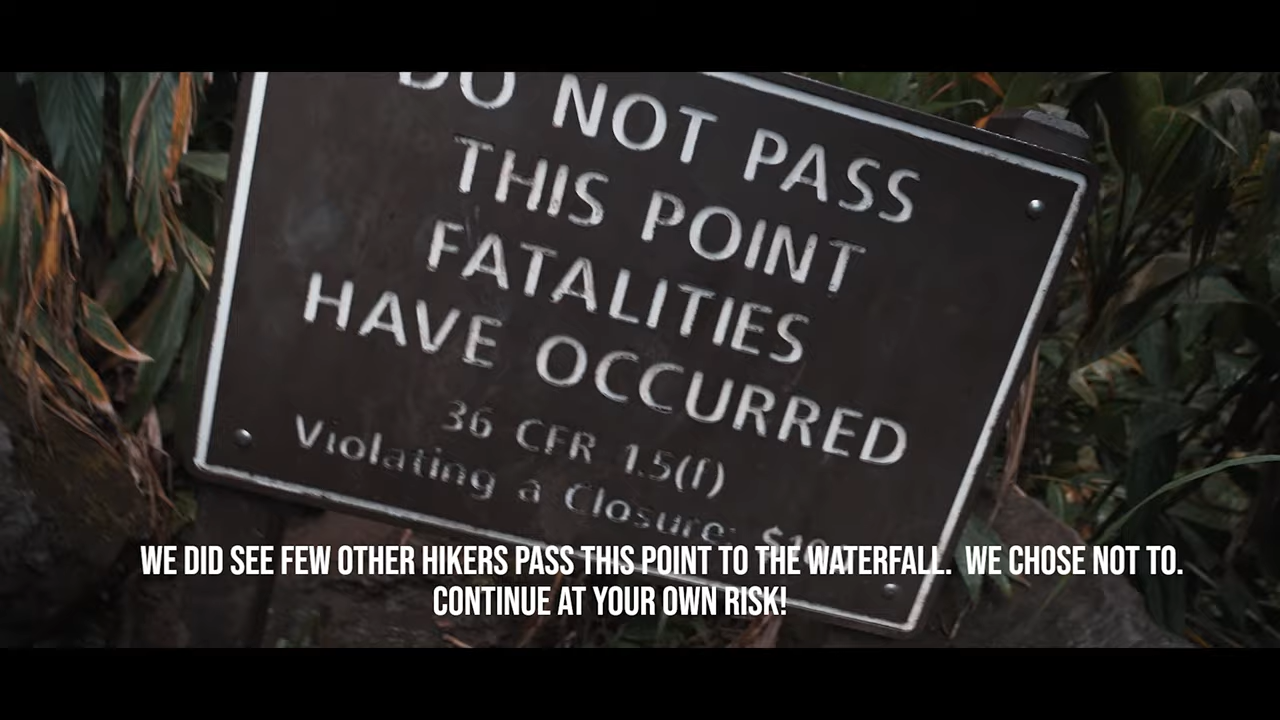 DO NOT PASS
THIS POINT
FATALITIES
HAVE OCCURRED
36 CFR 1.5(f)
Violating a Closure:
WE DID SEE FEW OTHER HIKERS PASS THIS POINT TO THE WATERFALL.  WE CHOSE NOT TO.
CONTINUE AT YOUR OWN RISK!